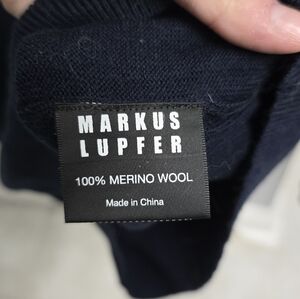 MARKUS
LUPFER
100% MERINO WOOL
Made in China